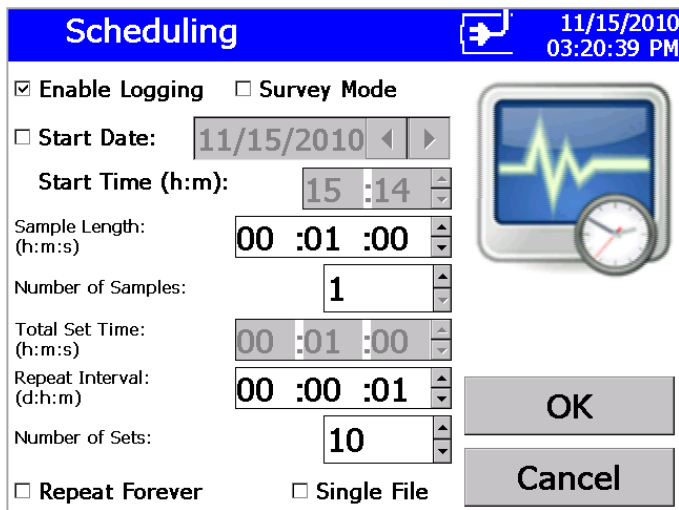 Scheduling
11/15/2010
03:20:39 PM
Enable Logging Survey Mode
Start Date: 11/15/2010
Start Time (h:m): 15 :14
Sample Length:
(h:m:s)
00 :01 :00
Number of Samples: 1
Total Set Time:
(h:m:s)
00 :01 :00
Repeat Interval:
(d:h:m)
00 :00 :01
OK
Number of Sets: 10
Cancel
Repeat Forever Single File